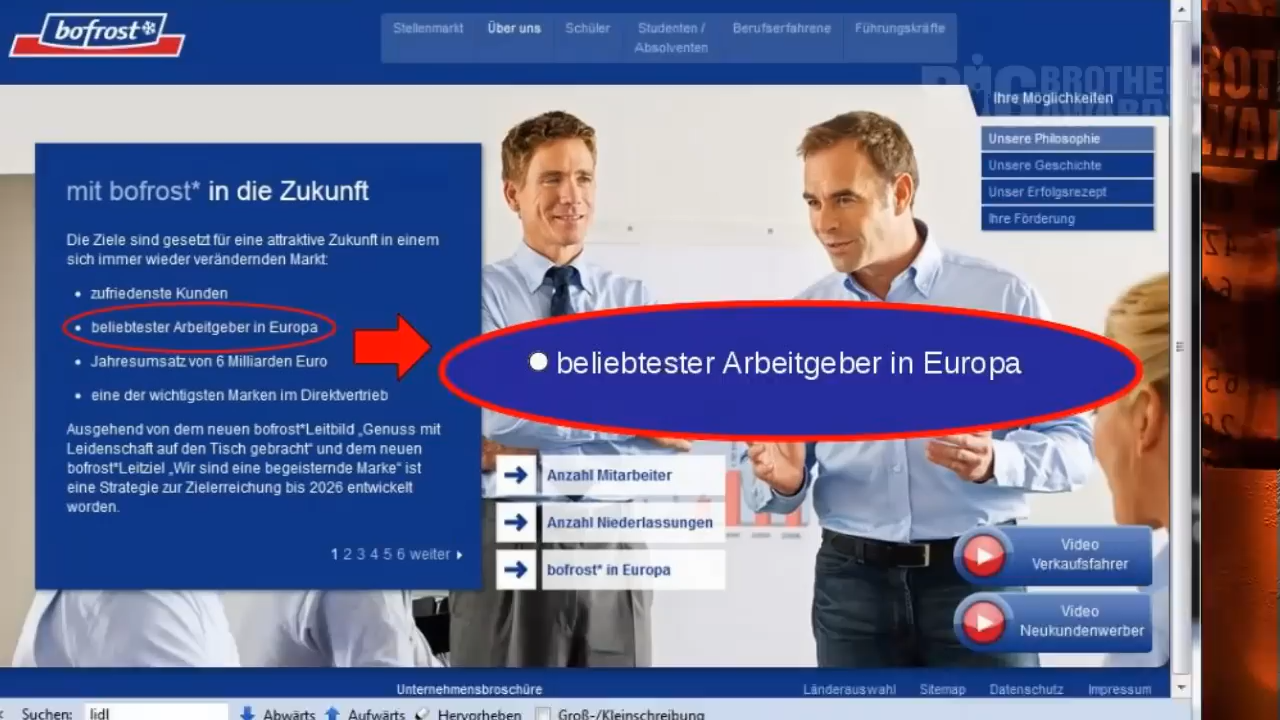 bofrost*
Stellenmarkt
Über uns
Schüler
Studenten /
Absolventen
Berufserfahrene
Führungskräfte
BIG BROTHER
AWARDS
Ihre Möglichkeiten
Unsere Philosophie
Unsere Geschichte
Unser Erfolgsrezept
Ihre Förderung
mit bofrost* in die Zukunft
Die Ziele sind gesetzt für eine attraktive Zukunft in einem
sich immer wieder verändernden Markt:
• zufriedenste Kunden
• beliebtester Arbeitgeber in Europa
• Jahresumsatz von 6 Milliarden Euro
• eine der wichtigsten Marken im Direktvertrieb
Ausgehend von dem neuen bofrost*Leitbild „Genuss mit
Leidenschaft auf den Tisch gebracht“ und dem neuen
bofrost*Leitziel „Wir sind eine begeisternde Marke“ ist
eine Strategie zur Zielerreichung bis 2026 entwickelt
worden.
1 2 3 4 5 6 weiter
• beliebtester Arbeitgeber in Europa
Anzahl Mitarbeiter
Anzahl Niederlassungen
bofrost* in Europa
Video
Verkaufsfahrer
Video
Neukundenwerber
Unternehmensbroschüre
Länderauswahl
Sitemap
Datenschutz
Impressum
Suchen: lidl
Abwärts
Aufwärts
Hervorheben
Groß-/Kleinschreibung